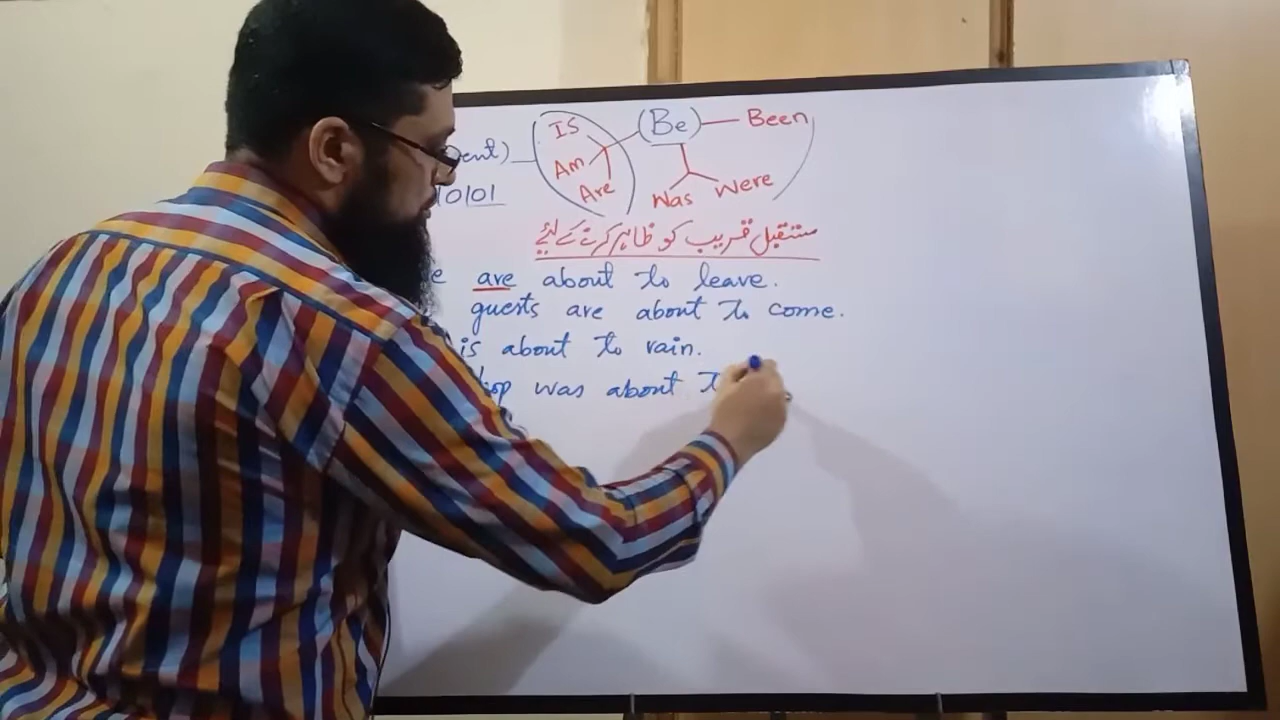 IS (Be) Been
ent) Am
Are Was Were
10101
مستقبل قریب کو ظاہر کرنے کے لئے
e are about to leave.
guests are about to come.
is about to rain.
hop was about t